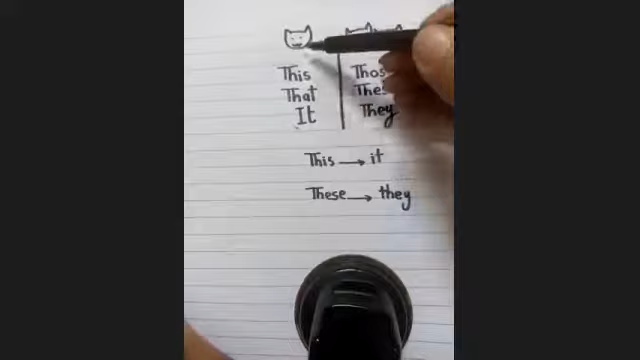 This
That They
It
This → it
These → they